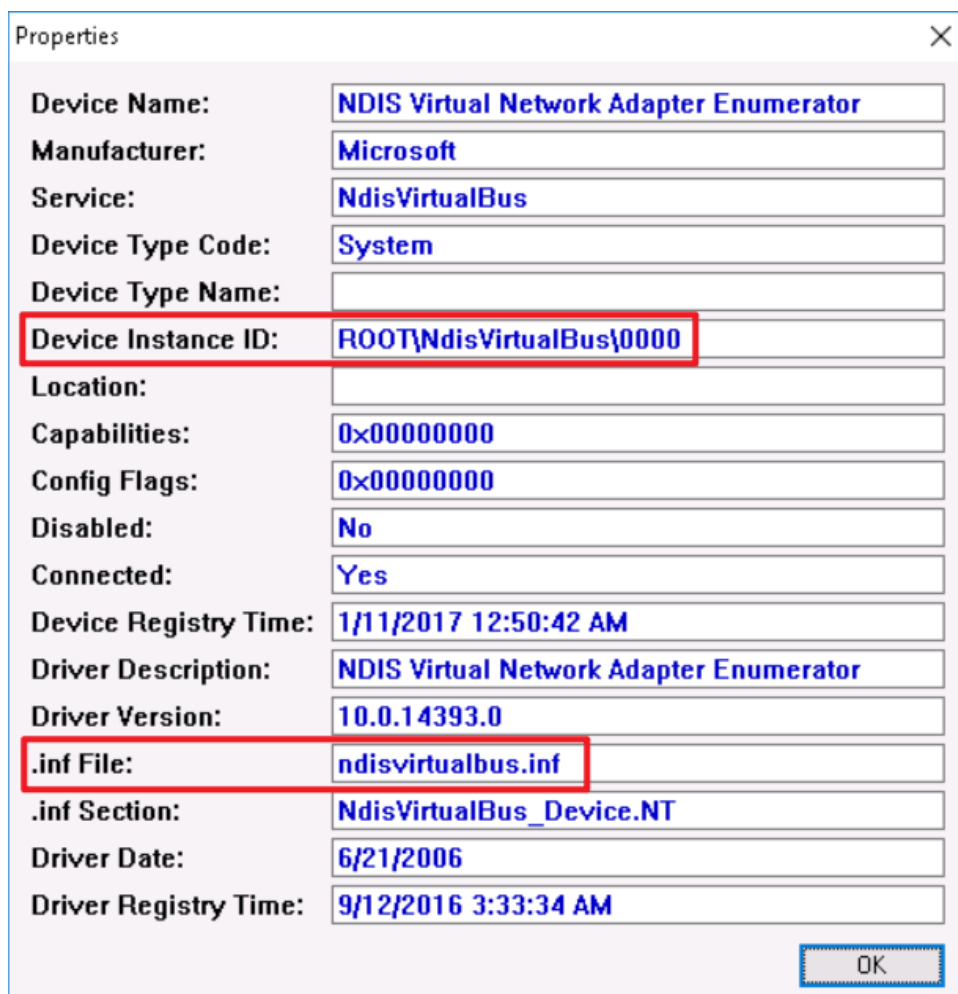 Properties
Device Name: NDIS Virtual Network Adapter Enumerator
Manufacturer: Microsoft
Service: NdisVirtualBus
Device Type Code: System
Device Type Name:
Device Instance ID: ROOT\NdisVirtualBus\0000
Location:
Capabilities: 0x00000000
Config Flags: 0x00000000
Disabled: No
Connected: Yes
Device Registry Time: 1/11/2017 12:50:42 AM
Driver Description: NDIS Virtual Network Adapter Enumerator
Driver Version: 10.0.14393.0
.inf File: ndisvirtualbus.inf
.inf Section: NdisVirtualBus_Device.NT
Driver Date: 6/21/2006
Driver Registry Time: 9/12/2016 3:33:34 AM
OK